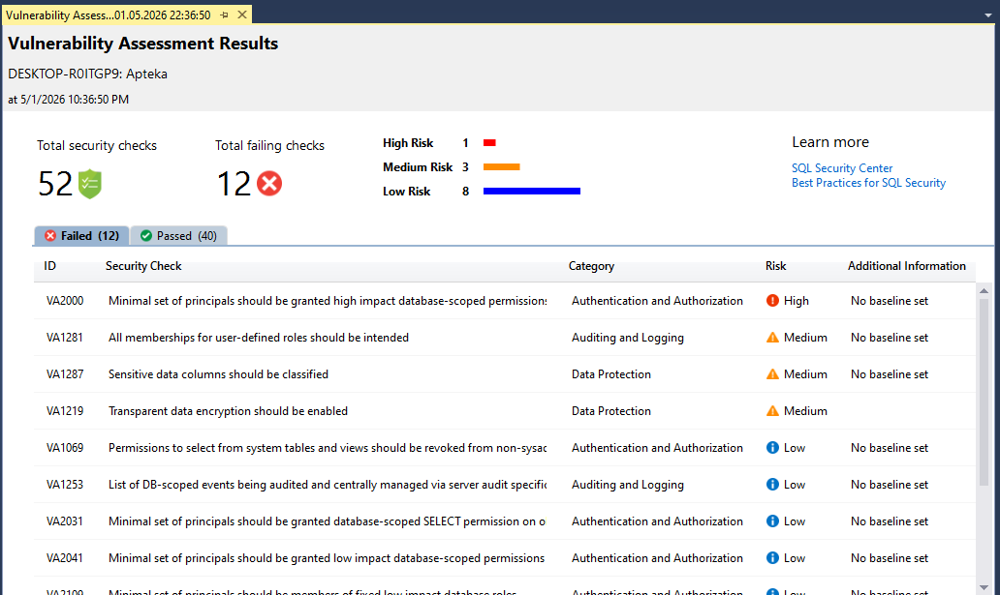 Vulnerability Assess...01.05.2026 22:36:50
Vulnerability Assessment Results
DESKTOP-R0ITGP9: Apteka
at 5/1/2026 10:36:50 PM
Total security checks
52
Total failing checks
12
High Risk 1
Medium Risk 3
Low Risk 8
Learn more
SQL Security Center
Best Practices for SQL Security
Failed (12) Passed (40)
ID Security Check Category Risk Additional Information
VA2000 Minimal set of principals should be granted high impact database-scoped permissions Authentication and Authorization High No baseline set
VA1281 All memberships for user-defined roles should be intended Auditing and Logging Medium No baseline set
VA1287 Sensitive data columns should be classified Data Protection Medium No baseline set
VA1219 Transparent data encryption should be enabled Data Protection Medium
VA1069 Permissions to select from system tables and views should be revoked from non-sysac Authentication and Authorization Low No baseline set
VA1253 List of DB-scoped events being audited and centrally managed via server audit specific Auditing and Logging Low No baseline set
VA2031 Minimal set of principals should be granted database-scoped SELECT permission on o Authentication and Authorization Low No baseline set
VA2041 Minimal set of principals should be granted low impact database-scoped permissions Authentication and Authorization Low No baseline set
VA2109 Minimal set of principals should be members of fixed low impact database roles Authentication and Authorization Low No baseline set